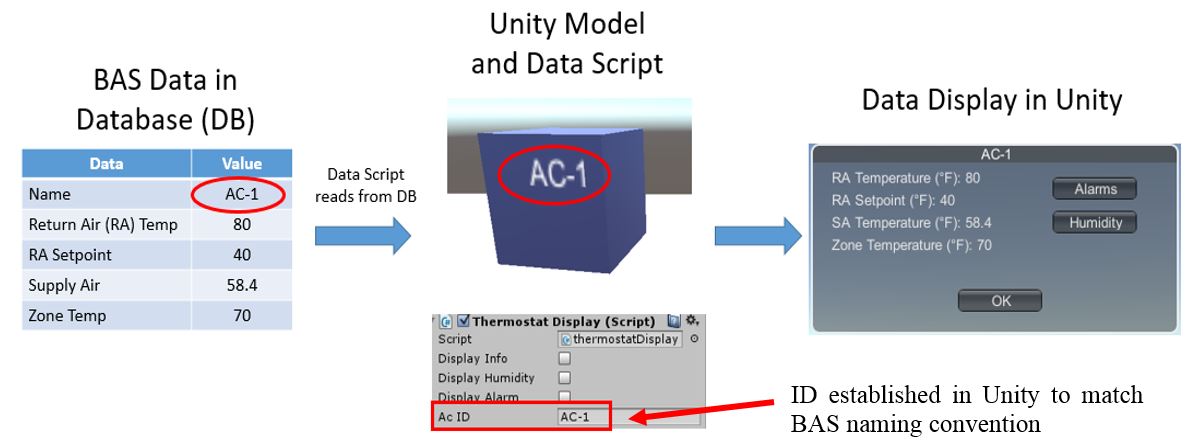 BAS Data in
Database (DB)
Data Value
Name AC-1
Return Air (RA) Temp 80
RA Setpoint 40
Supply Air 58.4
Zone Temp 70
Data Script
reads from DB
Unity Model
and Data Script
AC-1
Thermostat Display (Script)
Script thermostatDisplay
Display Info
Display Humidity
Display Alarm
Ac ID AC-1
ID established in Unity to match
BAS naming convention
Data Display in Unity
AC-1
RA Temperature (°F): 80
RA Setpoint (°F): 40
SA Temperature (°F): 58.4
Zone Temperature (°F): 70
Alarms
Humidity
OK